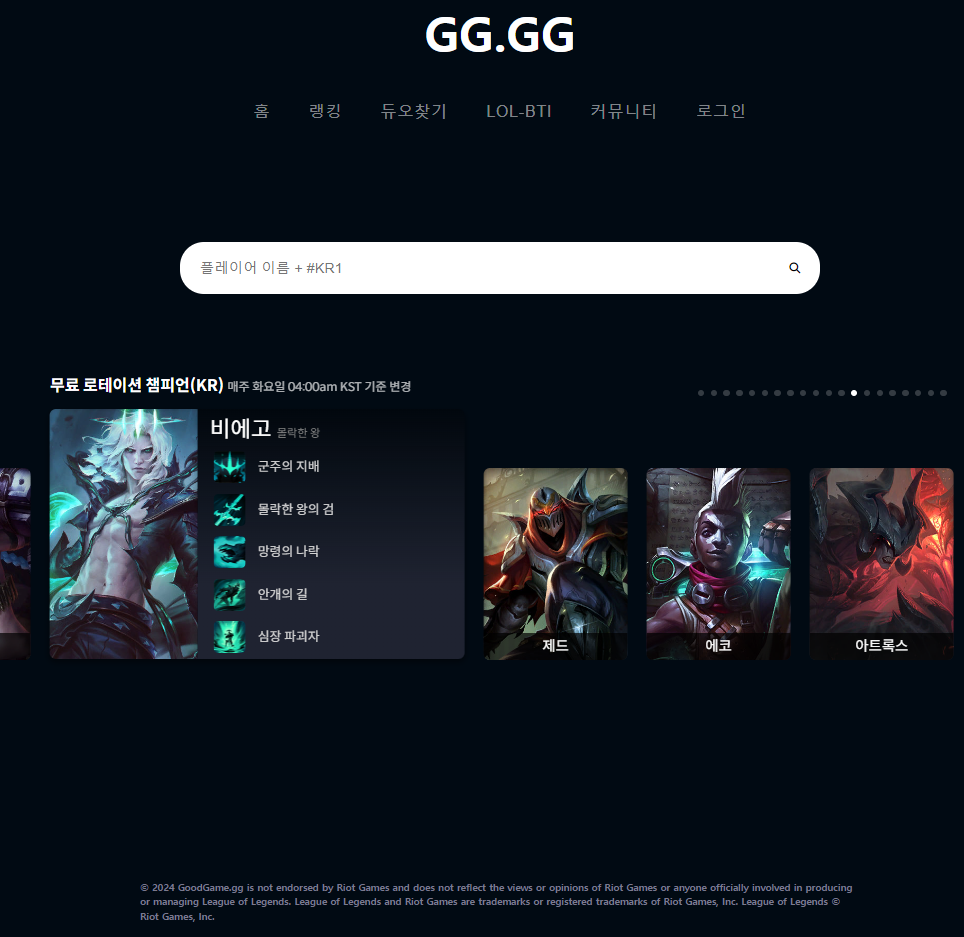 GG.GG
홈 랭킹 듀오찾기 LOL-BTI 커뮤니티 로그인
플레이어 이름 + #KR1
무료 로테이션 챔피언(KR) 매주 화요일 04:00am KST 기준 변경
비에고 몰락한 왕
군주의 지배
몰락한 왕의 검
망령의 나락
안개의 길
심장 파괴자
제드
에코
아트록스
© 2024 GoodGame.gg is not endorsed by Riot Games and does not reflect the views or opinions of Riot Games or anyone officially involved in producing
or managing League of Legends. League of Legends and Riot Games are trademarks or registered trademarks of Riot Games, Inc. League of Legends ©
Riot Games, Inc.